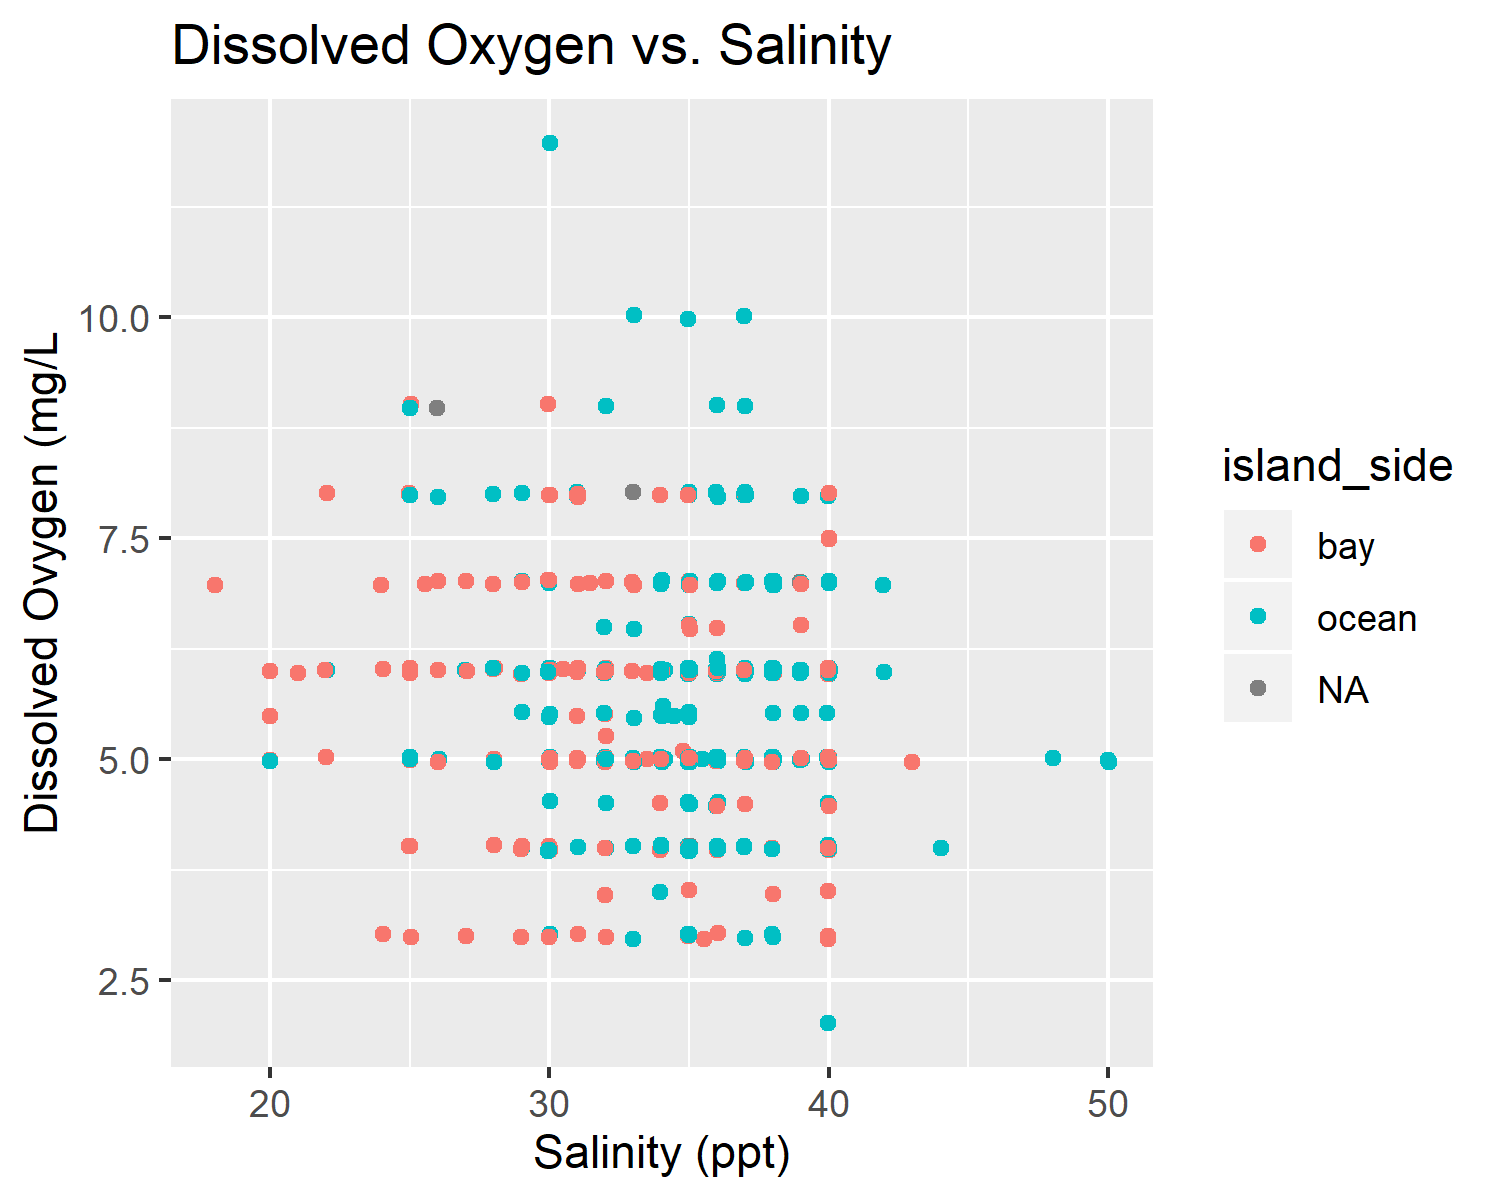 Dissolved Oxygen vs. Salinity
Dissolved Ovygen (mg/L
10.0
7.5
5.0
2.5
20 30 40 50
Salinity (ppt)
island_side
bay
ocean
NA